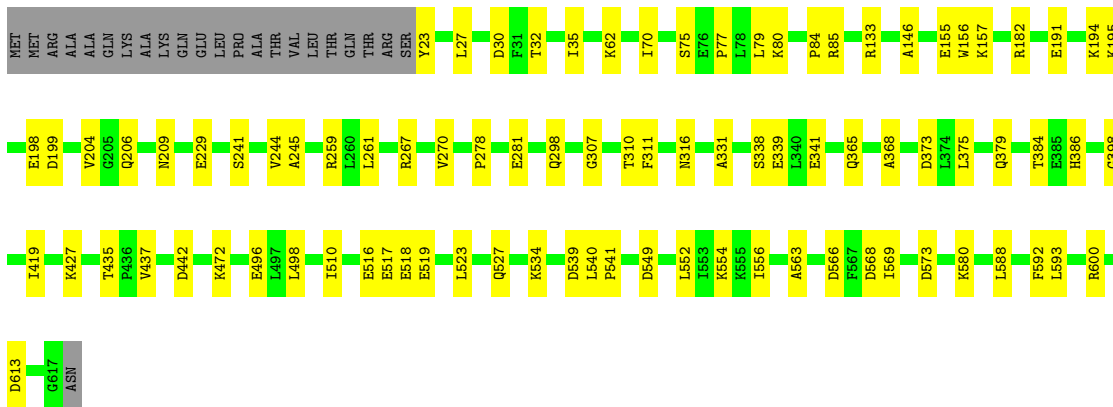 MET MET ARG ALA ALA GLN LYS ALA LYS GLN GLU LEU PRO ALA THR VAL LEU THR GLN THR ARG SER Y23 L27 D30 F31 T32 I35 K62 I70 S75 E76 P77 L78 L79 K80 P84 R85 R133 A146 E155 W156 K157 R182 E191 K194
E198 D199 V204 G205 Q206 N209 E229 S241 V244 A245 R259 L260 L261 R267 V270 P278 E281 Q298 G307 T310 F311 N316 A331 S338 E339 L340 E341 Q365 A368 D373 L374 L375 Q379 T384 E385 H386
I419 K427 T435 P436 V437 D442 K472 E496 L497 L498 I510 E516 E517 E518 E519 L523 Q527 K534 D539 L540 P541 D549 L552 I553 K554 K555 I556 A563 D566 F567 D568 I569 D573 K580 L588 F592 L593 R600
D613 G617 ASN